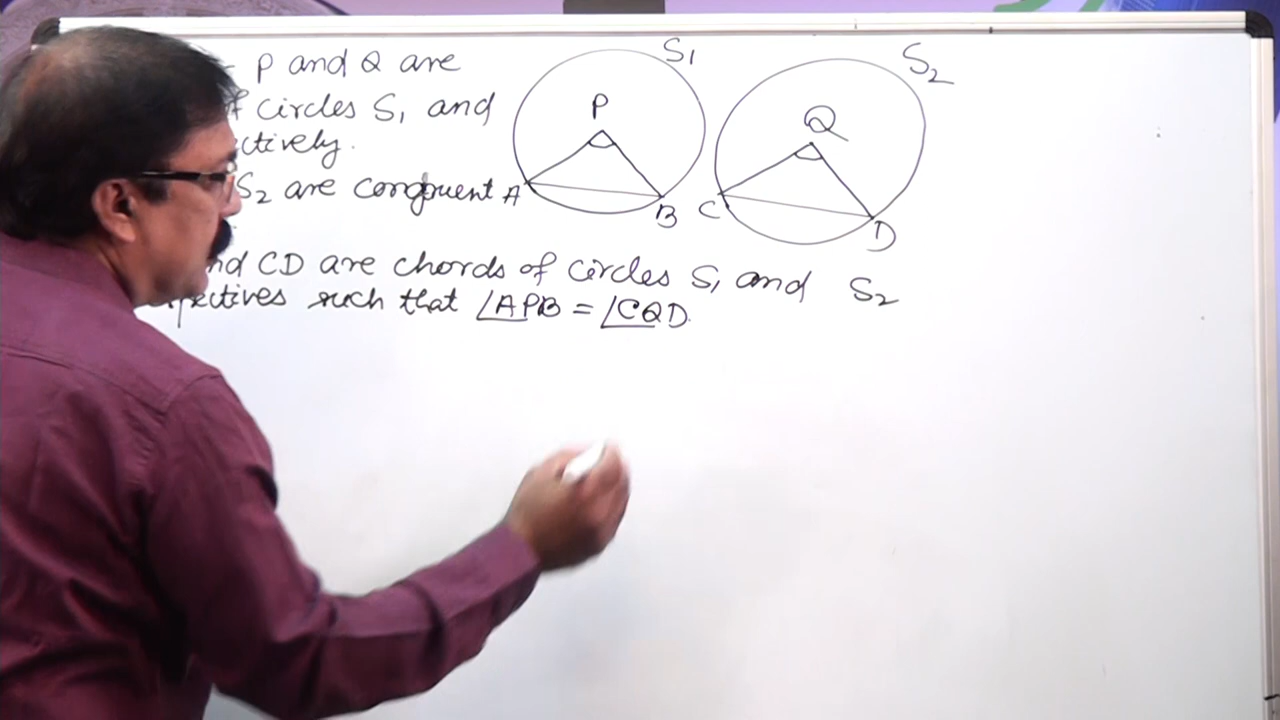 P and Q are
circles S1 and
ctively.
S2 are congruent
nd CD are chords of circles S1 and S2
pectives such that ∠APB = ∠CQD.
S1
P
A
B
S2
Q
C
D